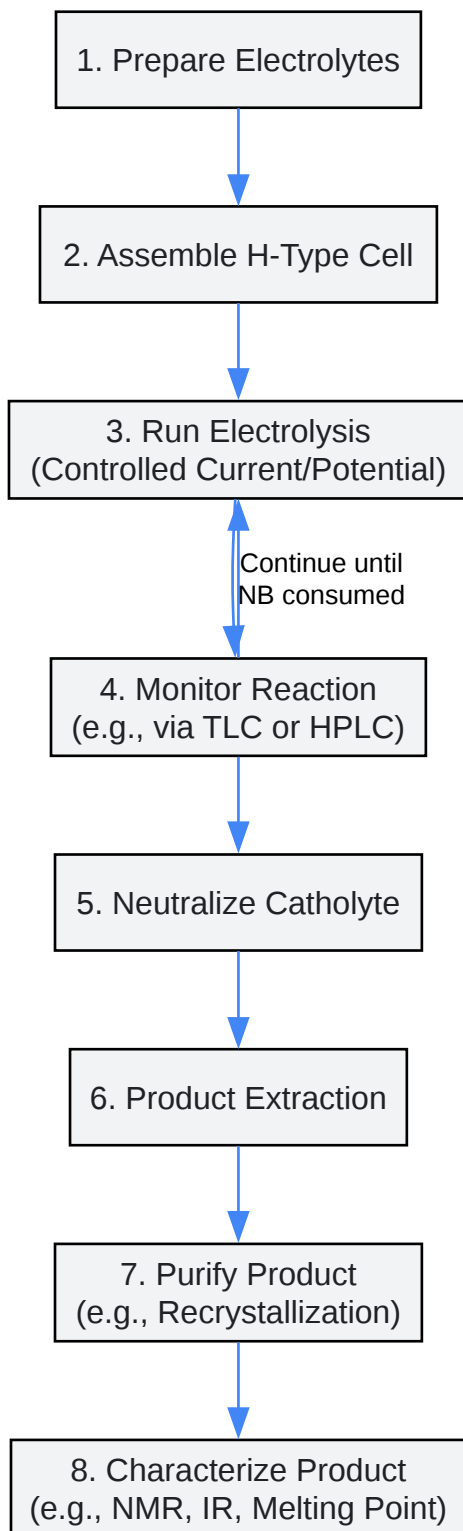 1. Prepare Electrolytes
2. Assemble H-Type Cell
3. Run Electrolysis
(Controlled Current/Potential)
Continue until
NB consumed
4. Monitor Reaction
(e.g., via TLC or HPLC)
5. Neutralize Catholyte
6. Product Extraction
7. Purify Product
(e.g., Recrystallization)
8. Characterize Product
(e.g., NMR, IR, Melting Point)